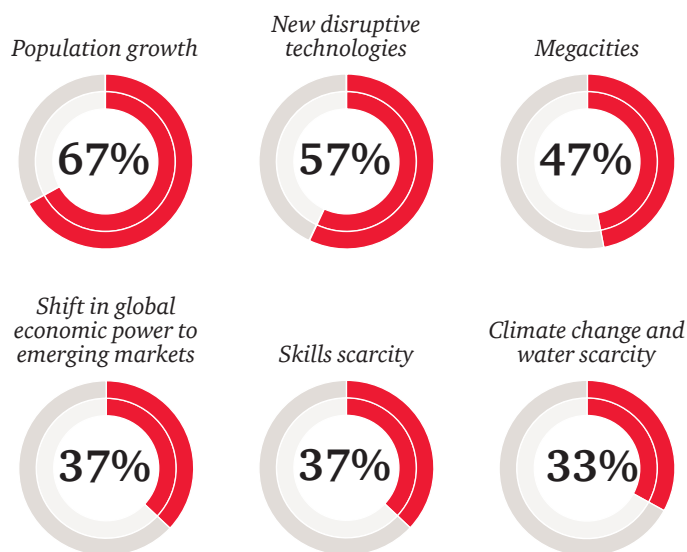 Population growth
67%
New disruptive
technologies
57%
Megacities
47%
Shift in global
economic power to
emerging markets
37%
Skills scarcity
37%
Climate change and
water scarcity
33%